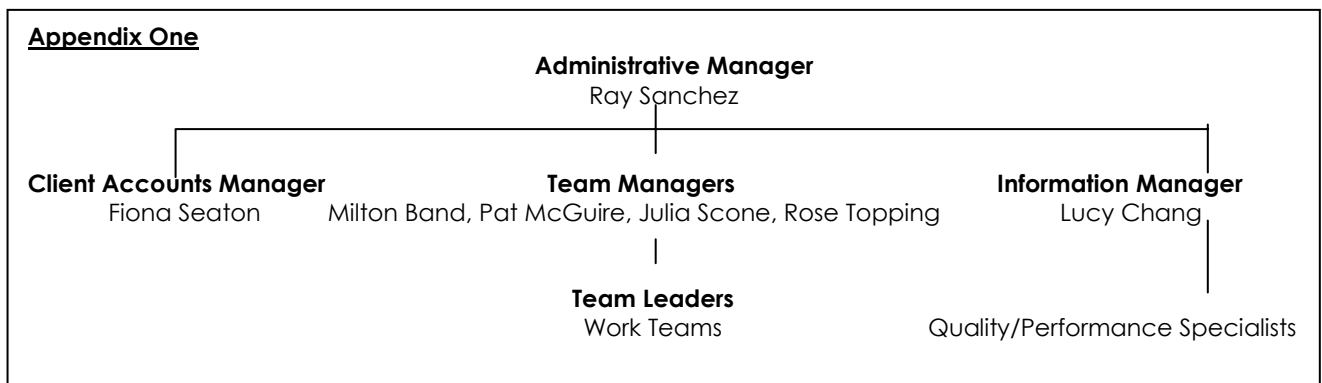 Appendix One
Administrative Manager
Ray Sanchez
Client Accounts Manager
Fiona Seaton
Team Managers
Milton Band, Pat McGuire, Julia Scone, Rose Topping
Information Manager
Lucy Chang
Team Leaders
Work Teams
Quality/Performance Specialists